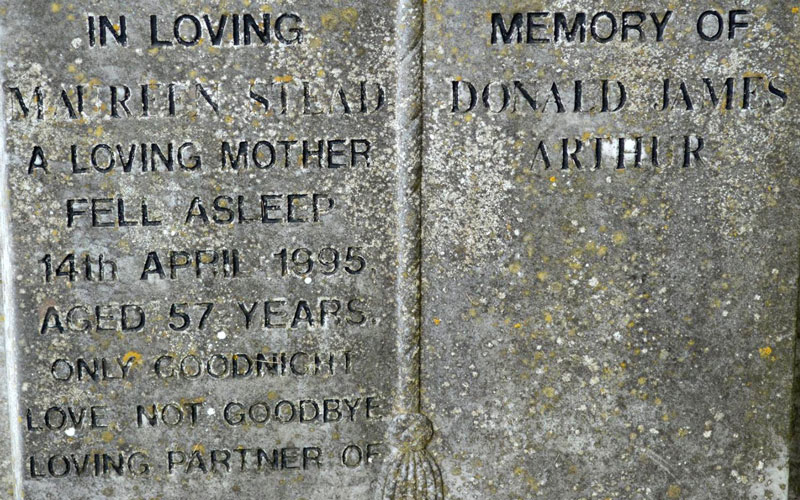 IN LOVING
MAUREEN STEAD
A LOVING MOTHER
FELL ASLEEP
14th APRIL 1995.
AGED 57 YEARS.
ONLY GOODNIGHT
LOVE NOT GOODBYE
LOVING PARTNER OF
MEMORY OF
DONALD JAMES
ARTHUR